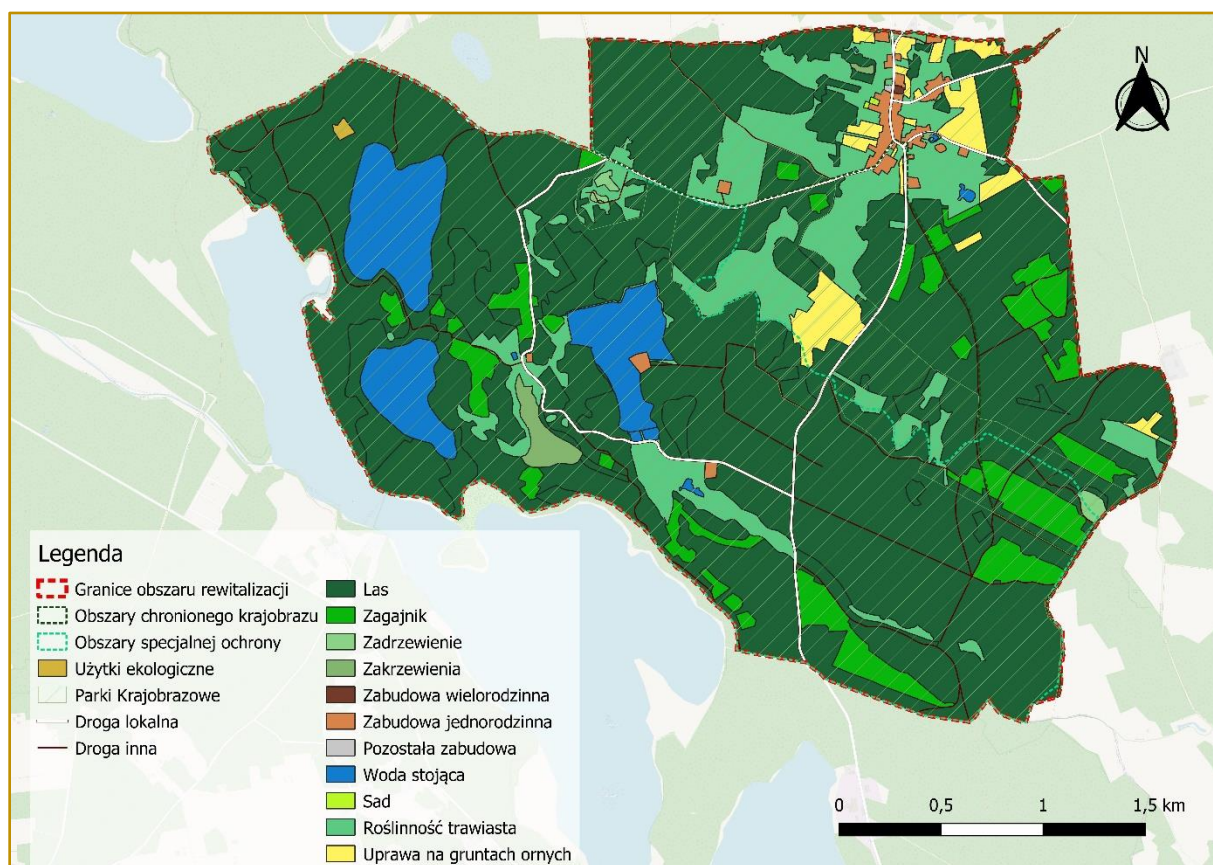 N
Legenda
Granice obszaru rewitalizacji
Obszary chronionego krajobrazu
Obszary specjalnej ochrony
Użytki ekologiczne
Parki Krajobrazowe
Droga lokalna
Droga inna
Las
Zagajnik
Zadrzewienie
Zakrzewienia
Zabudowa wielorodzinna
Zabudowa jednorodzinna
Pozostała zabudowa
Woda stojąca
Sad
Roślinność trawiasta
Uprawa na gruntach ornych
0 0,5 1 1,5 km